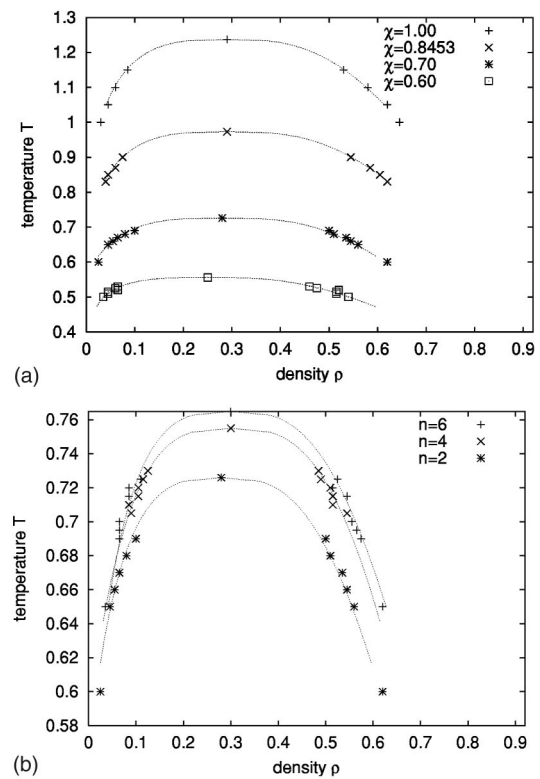 1.3
1.2
1.1
1
0.9
0.8
0.7
0.6
0.5
0.4
temperature T
χ=1.00
χ=0.8453
χ=0.70
χ=0.60
0 0.1 0.2 0.3 0.4 0.5 0.6 0.7 0.8 0.9
density ρ
(a)
0.76
0.74
0.72
0.7
0.68
0.66
0.64
0.62
0.6
0.58
temperature T
n=6
n=4
n=2
0 0.1 0.2 0.3 0.4 0.5 0.6 0.7 0.8 0.9
density ρ
(b)